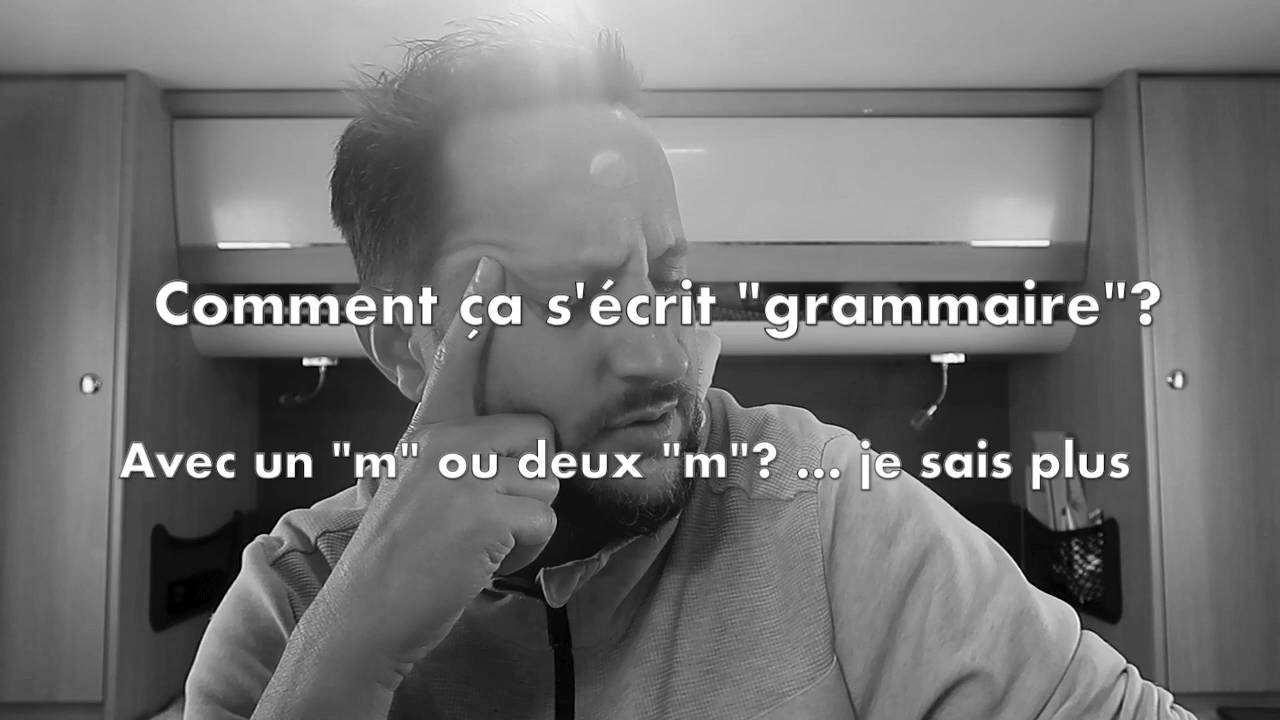 Comment ça s'écrit "grammaire"?
Avec un "m" ou deux "m"? ... je sais plus